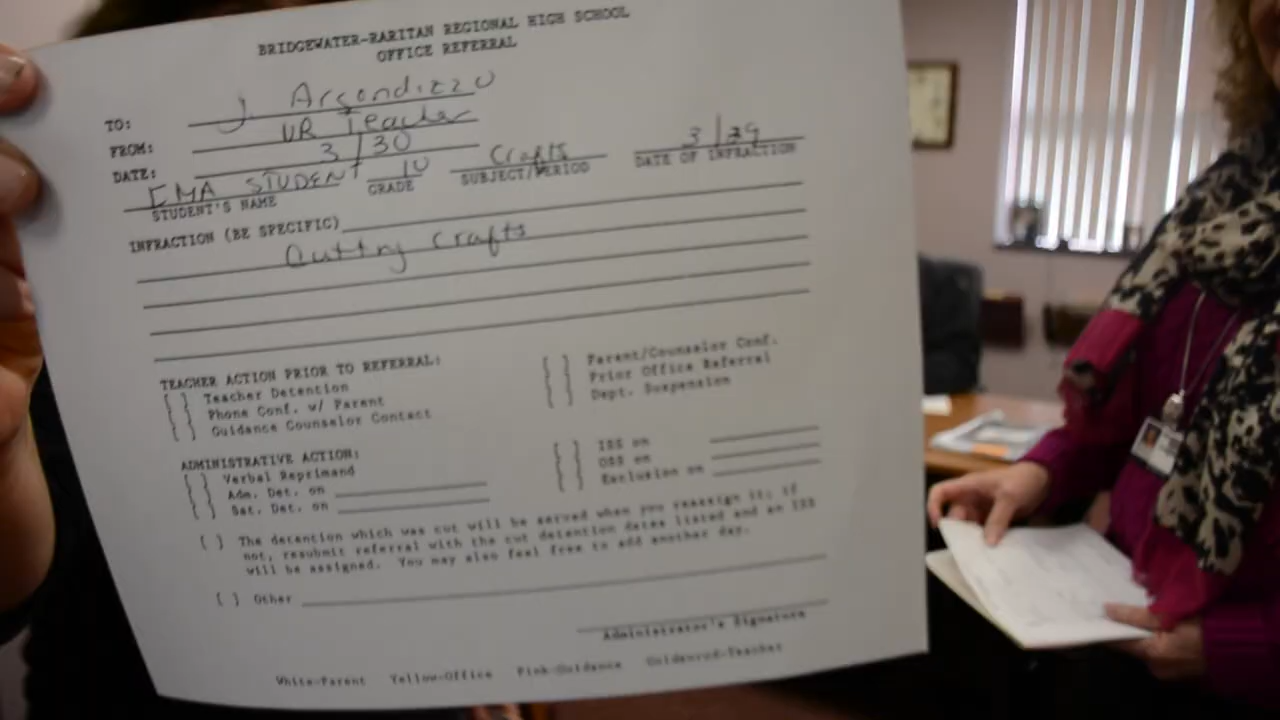 BRIDGEWATER-RARITAN REGIONAL HIGH SCHOOL
OFFICE REFERRAL
TO: J. Argondizzo
FROM: UR Teacher
DATE: 3/30
IMA STUDENT 10 Crafts 3/29
STUDENT'S NAME GRADE SUBJECT/PERIOD DATE OF INFRACTION
INFRACTION (BE SPECIFIC)
Cutting Crafts
TEACHER ACTION PRIOR TO REFERRAL:
[ ] Teacher Detention [ ] Parent/Counselor Conf.
[ ] Phone Conf. w/ Parent [ ] Prior Office Referral
[ ] Guidance Counselor Contact [ ] Dept. Suspension
ADMINISTRATIVE ACTION:
[ ] Verbal Reprimand [ ] ISS on
[ ] Adm. Det. on [ ] OSS on
[ ] Sat. Det. on [ ] Exclusion on
[ ] The detention which was cut will be served when you reassign it; if
not, resubmit referral with the cut detention dates listed and an ISS
will be assigned. You may also feel free to add another day.
[ ] Other
Administrator's Signature
White-Parent Yellow-Office Pink-Guidance Goldenrod-Teacher